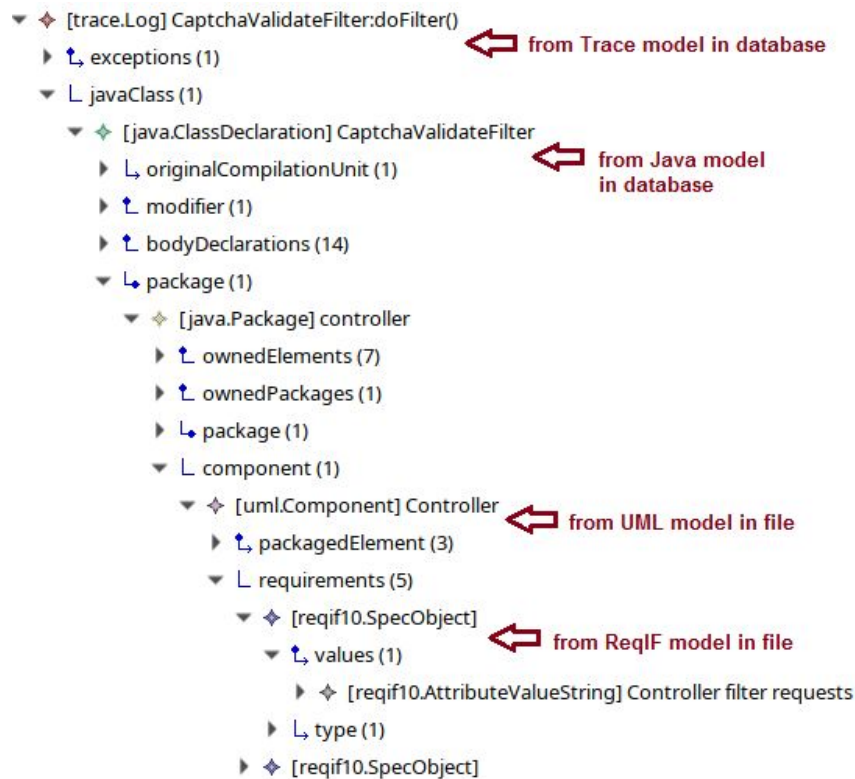 [trace.Log] CaptchaValidateFilter:doFilter()
from Trace model in database
exceptions (1)
javaClass (1)
[java.ClassDeclaration] CaptchaValidateFilter
from Java model
in database
originalCompilationUnit (1)
modifier (1)
bodyDeclarations (14)
package (1)
[java.Package] controller
ownedElements (7)
ownedPackages (1)
package (1)
component (1)
[uml.Component] Controller
from UML model in file
packagedElement (3)
requirements (5)
[reqif10.SpecObject]
from ReqIF model in file
values (1)
[reqif10.AttributeValueString] Controller filter requests
type (1)
[reqif10.SpecObject]